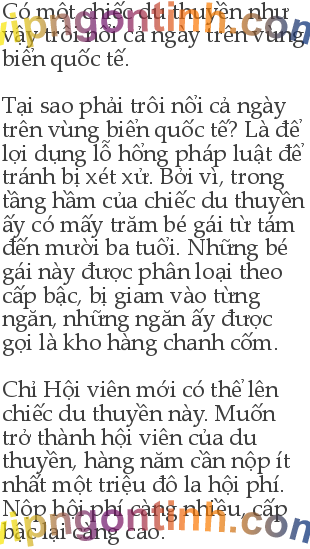 Có một chiếc du thuyền như
vậy trôi nổi cả ngày trên vùng
biển quốc tế.
Tại sao phải trôi nổi cả ngày
trên vùng biển quốc tế? Là để
lợi dụng lỗ hổng pháp luật để
tránh bị xét xử. Bởi vì, trong
tầng hầm của chiếc du thuyền
ấy có mấy trăm bé gái từ tám
đến mười ba tuổi. Những bé
gái này được phân loại theo
cấp bậc, bị giam vào từng
ngăn, những ngăn ấy được
gọi là kho hàng chanh cốm.
Chỉ Hội viên mới có thể lên
chiếc du thuyền này. Muốn
trở thành hội viên của du
thuyền, hàng năm cần nộp ít
nhất một triệu đô la hội phí.
Nộp hội phí càng nhiều, cấp
bậc lại càng cao.
vipngontinh.com
vipngontinh.com